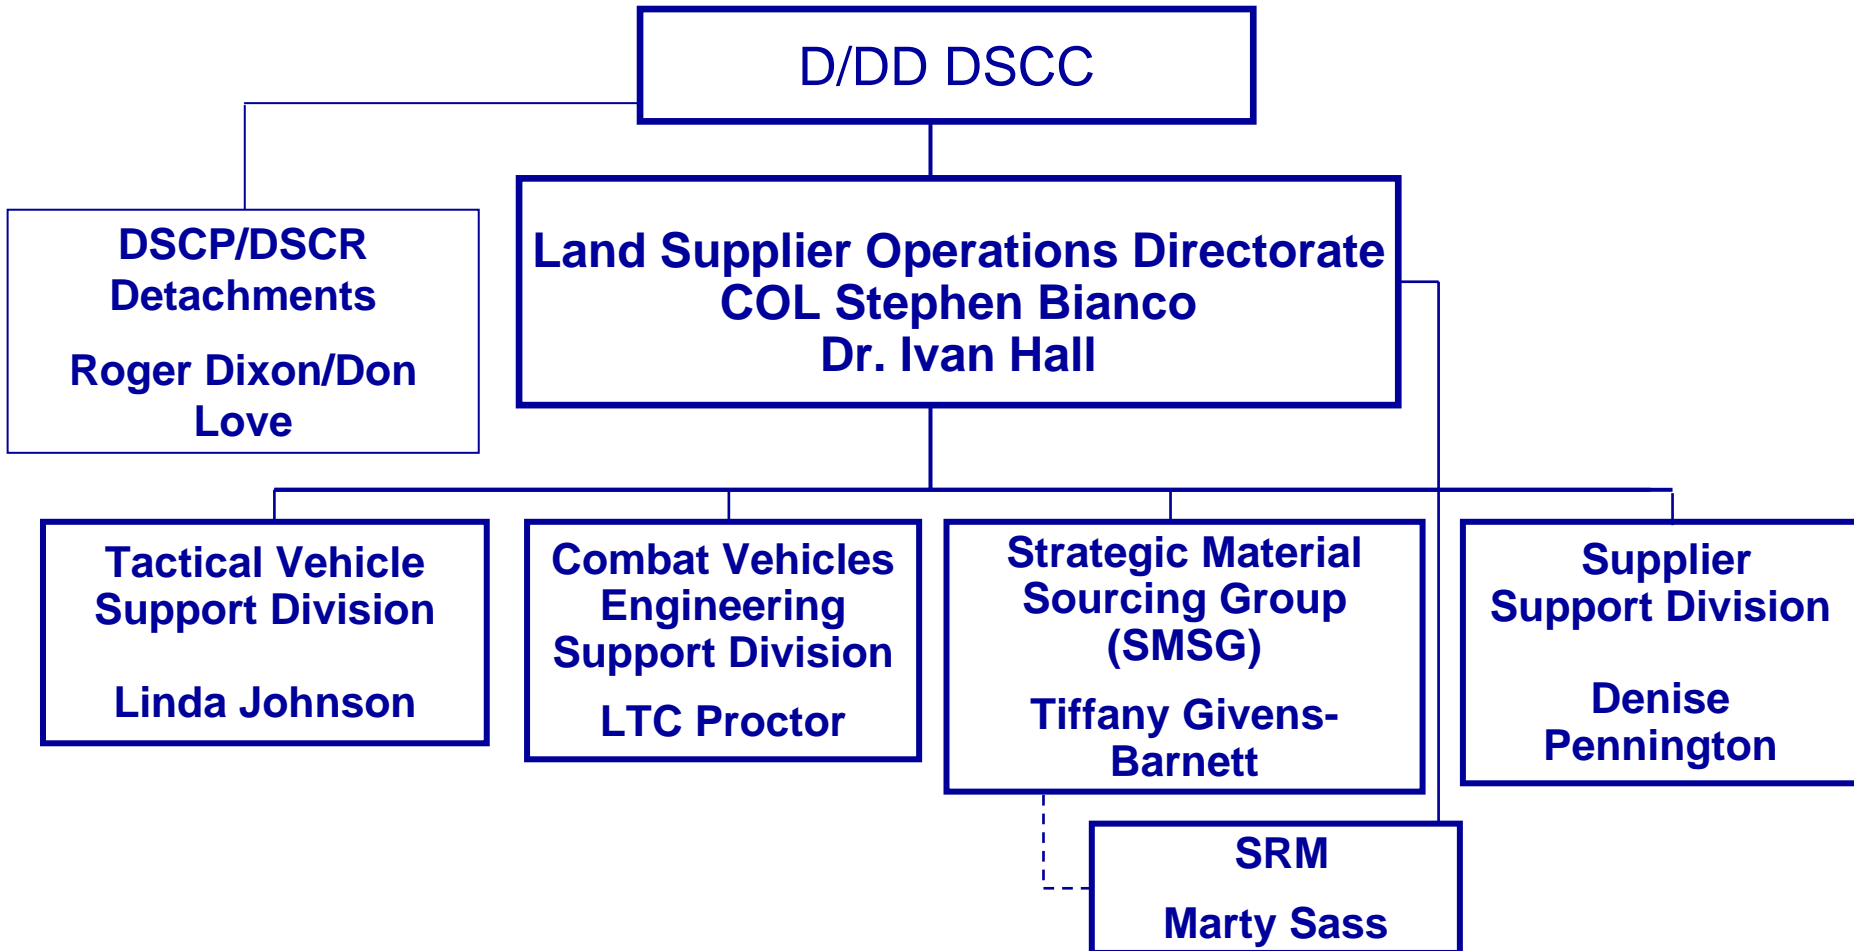 D/DD DSCC
DSCP/DSCR
Detachments
Roger Dixon/Don
Love
Land Supplier Operations Directorate
COL Stephen Bianco
Dr. Ivan Hall
Tactical Vehicle
Support Division
Linda Johnson
Combat Vehicles
Engineering
Support Division
LTC Proctor
Strategic Material
Sourcing Group
(SMSG)
Tiffany Givens-
Barnett
Supplier
Support Division
Denise
Pennington
SRM
Marty Sass